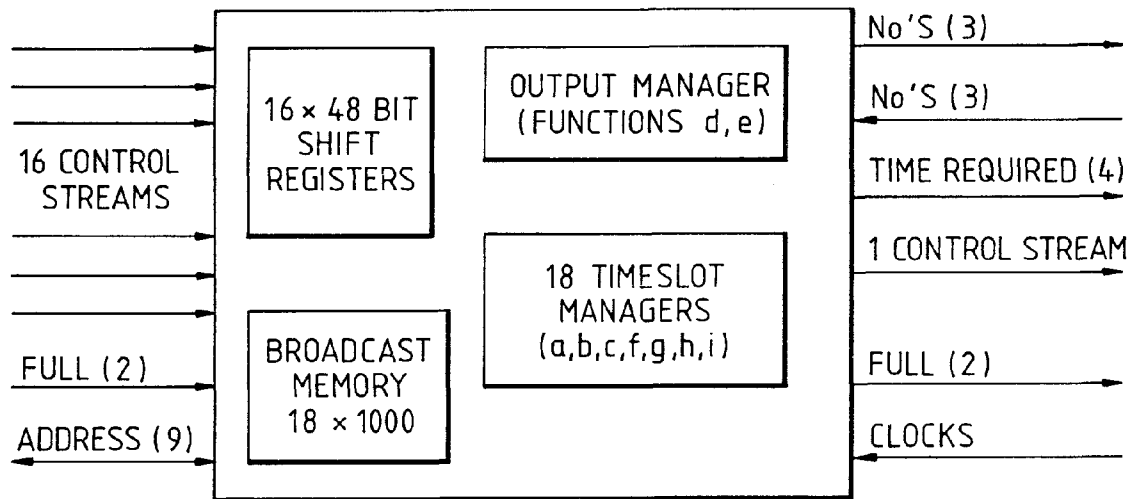 16 CONTROL
STREAMS
FULL (2)
ADDRESS (9)
16 × 48 BIT
SHIFT
REGISTERS
BROADCAST
MEMORY
18 × 1000
OUTPUT MANAGER
(FUNCTIONS d,e)
18 TIMESLOT
MANAGERS
(a,b,c,f,g,h,i)
No'S (3)
No'S (3)
TIME REQUIRED (4)
1 CONTROL STREAM
FULL (2)
CLOCKS